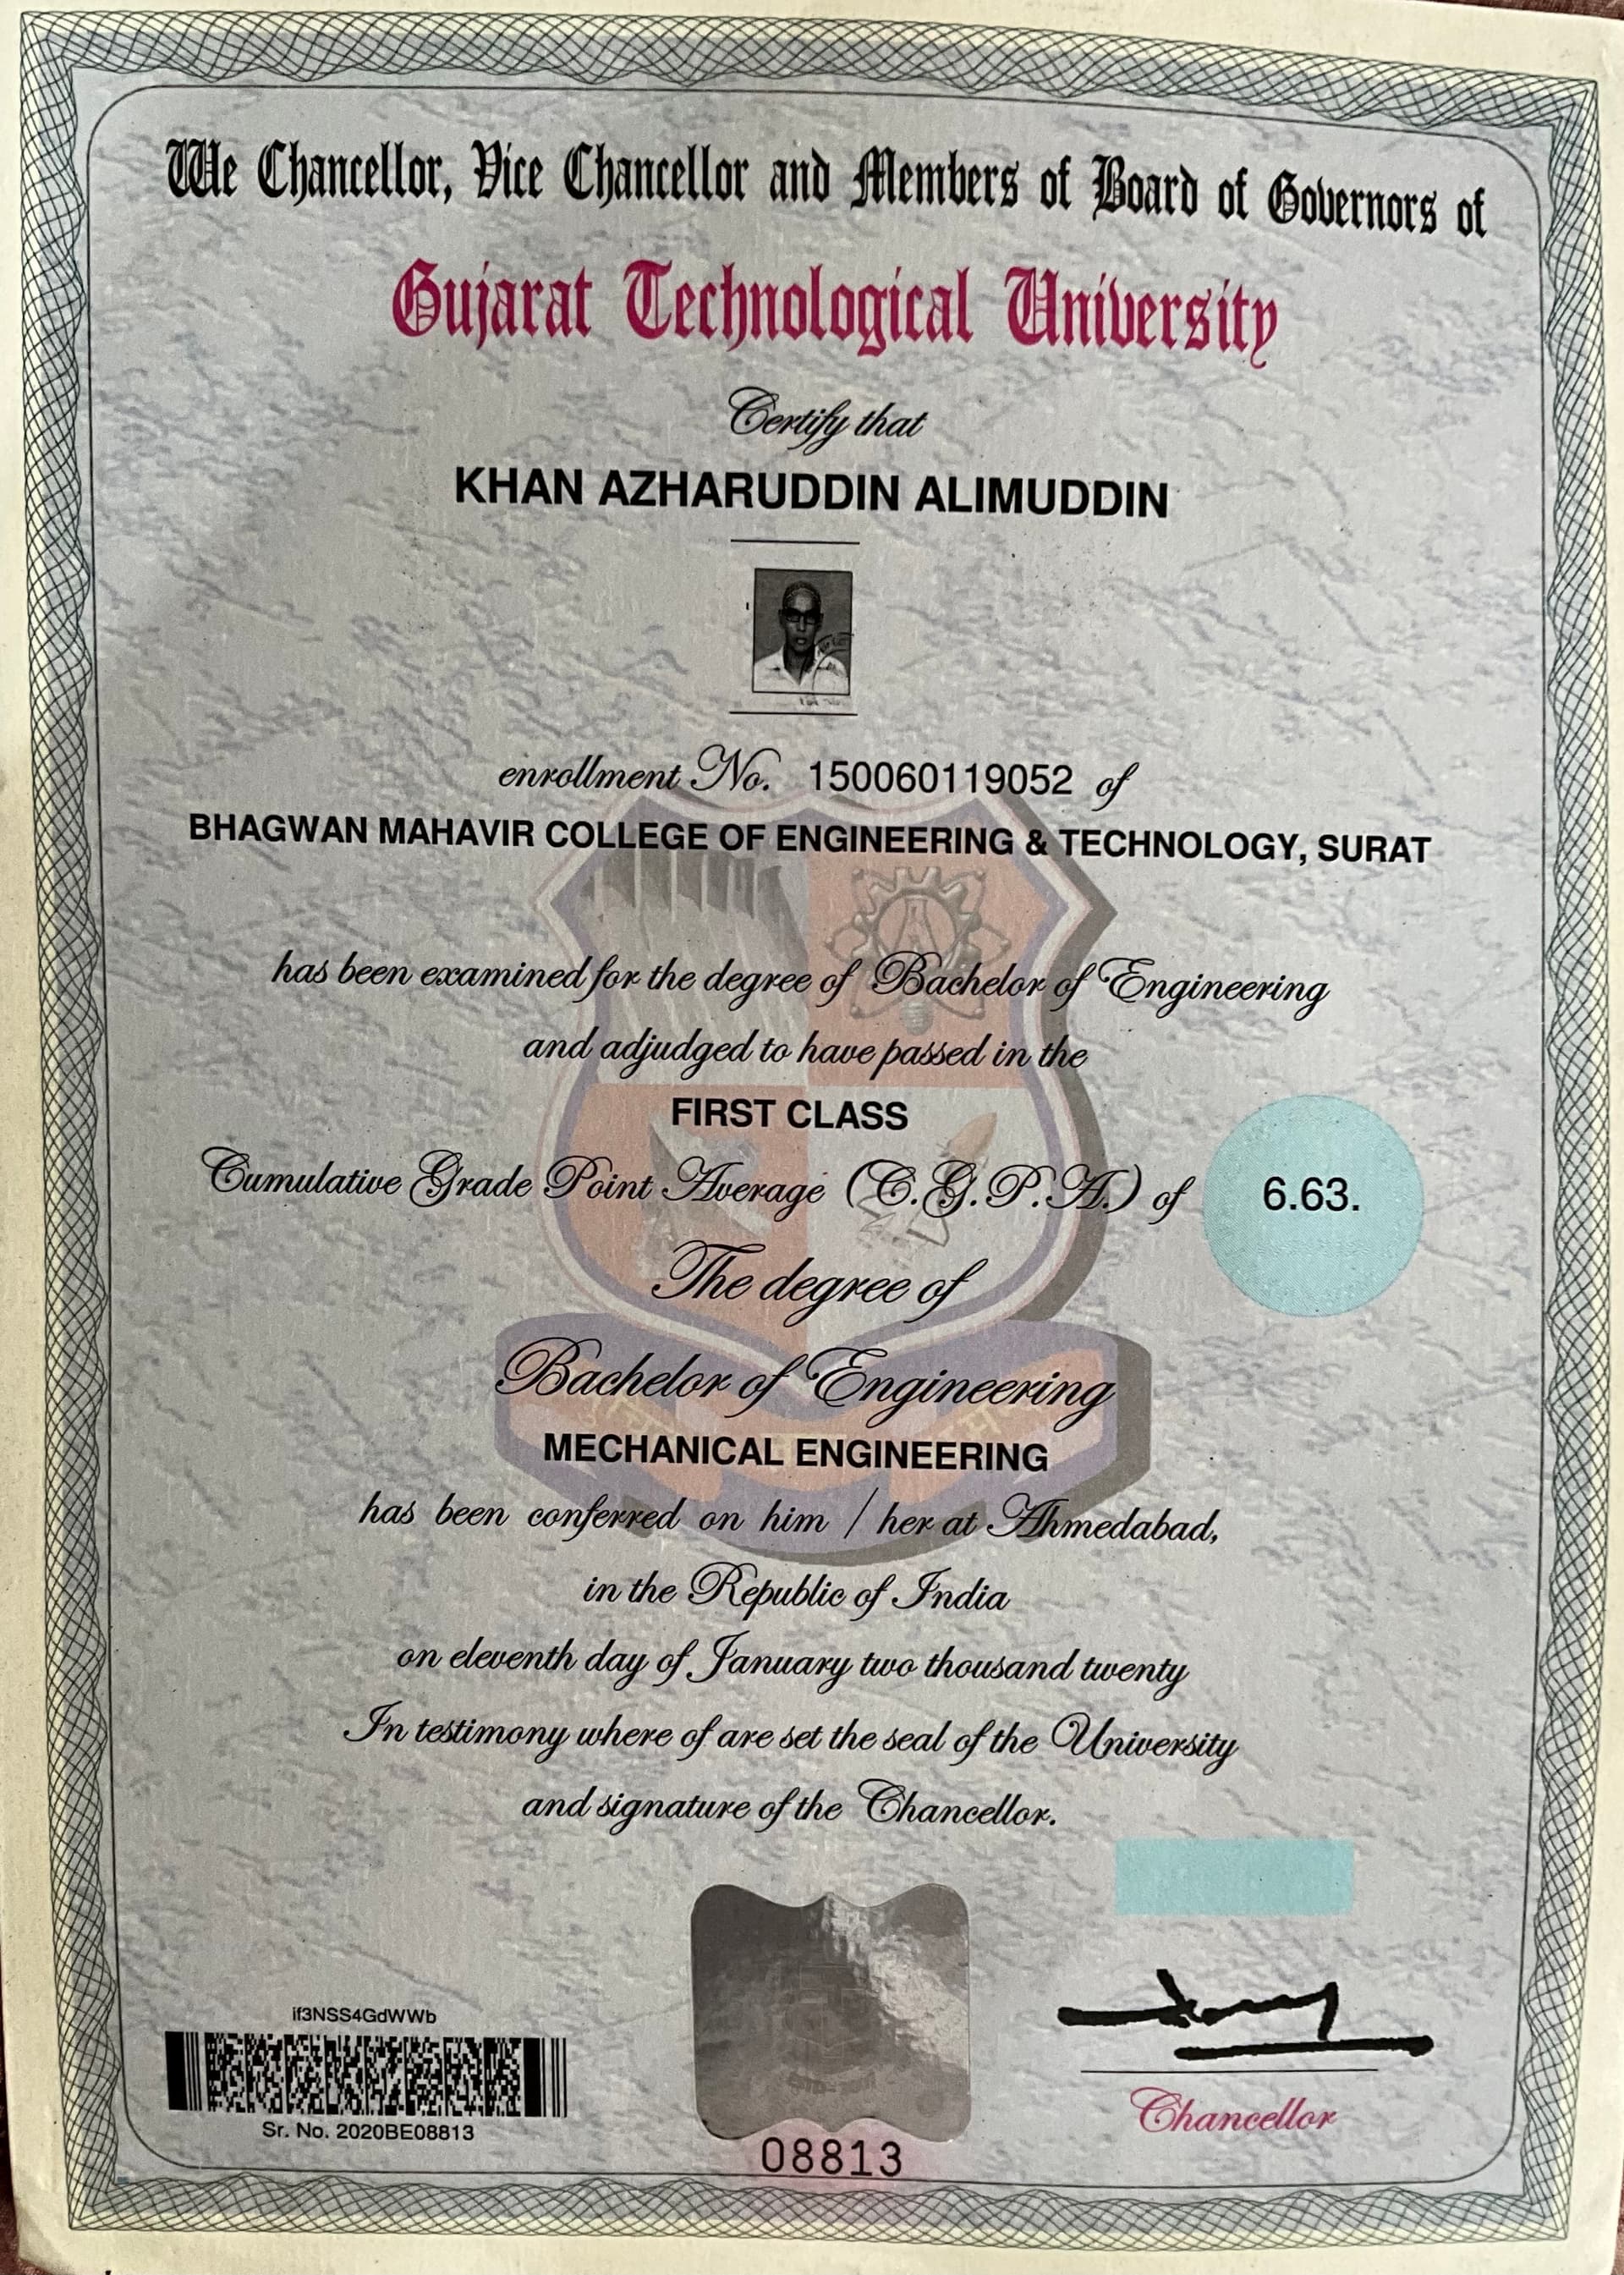 We Chancellor, Vice Chancellor and Members of Board of Governors of
Gujarat Technological University
Certify that
KHAN AZHARUDDIN ALIMUDDIN
enrollment No. 150060119052 of
BHAGWAN MAHAVIR COLLEGE OF ENGINEERING & TECHNOLOGY, SURAT
has been examined for the degree of Bachelor of Engineering
and adjudged to have passed in the
FIRST CLASS
Cumulative Grade Point Average (C.G.P.A.) of 6.63.
The degree of
Bachelor of Engineering
MECHANICAL ENGINEERING
has been conferred on him / her at Ahmedabad,
in the Republic of India
on eleventh day of January two thousand twenty
In testimony where of are set the seal of the University
and signature of the Chancellor.
if3NSS4GdWWb
Sr. No. 2020BE08813
08813
Chancellor